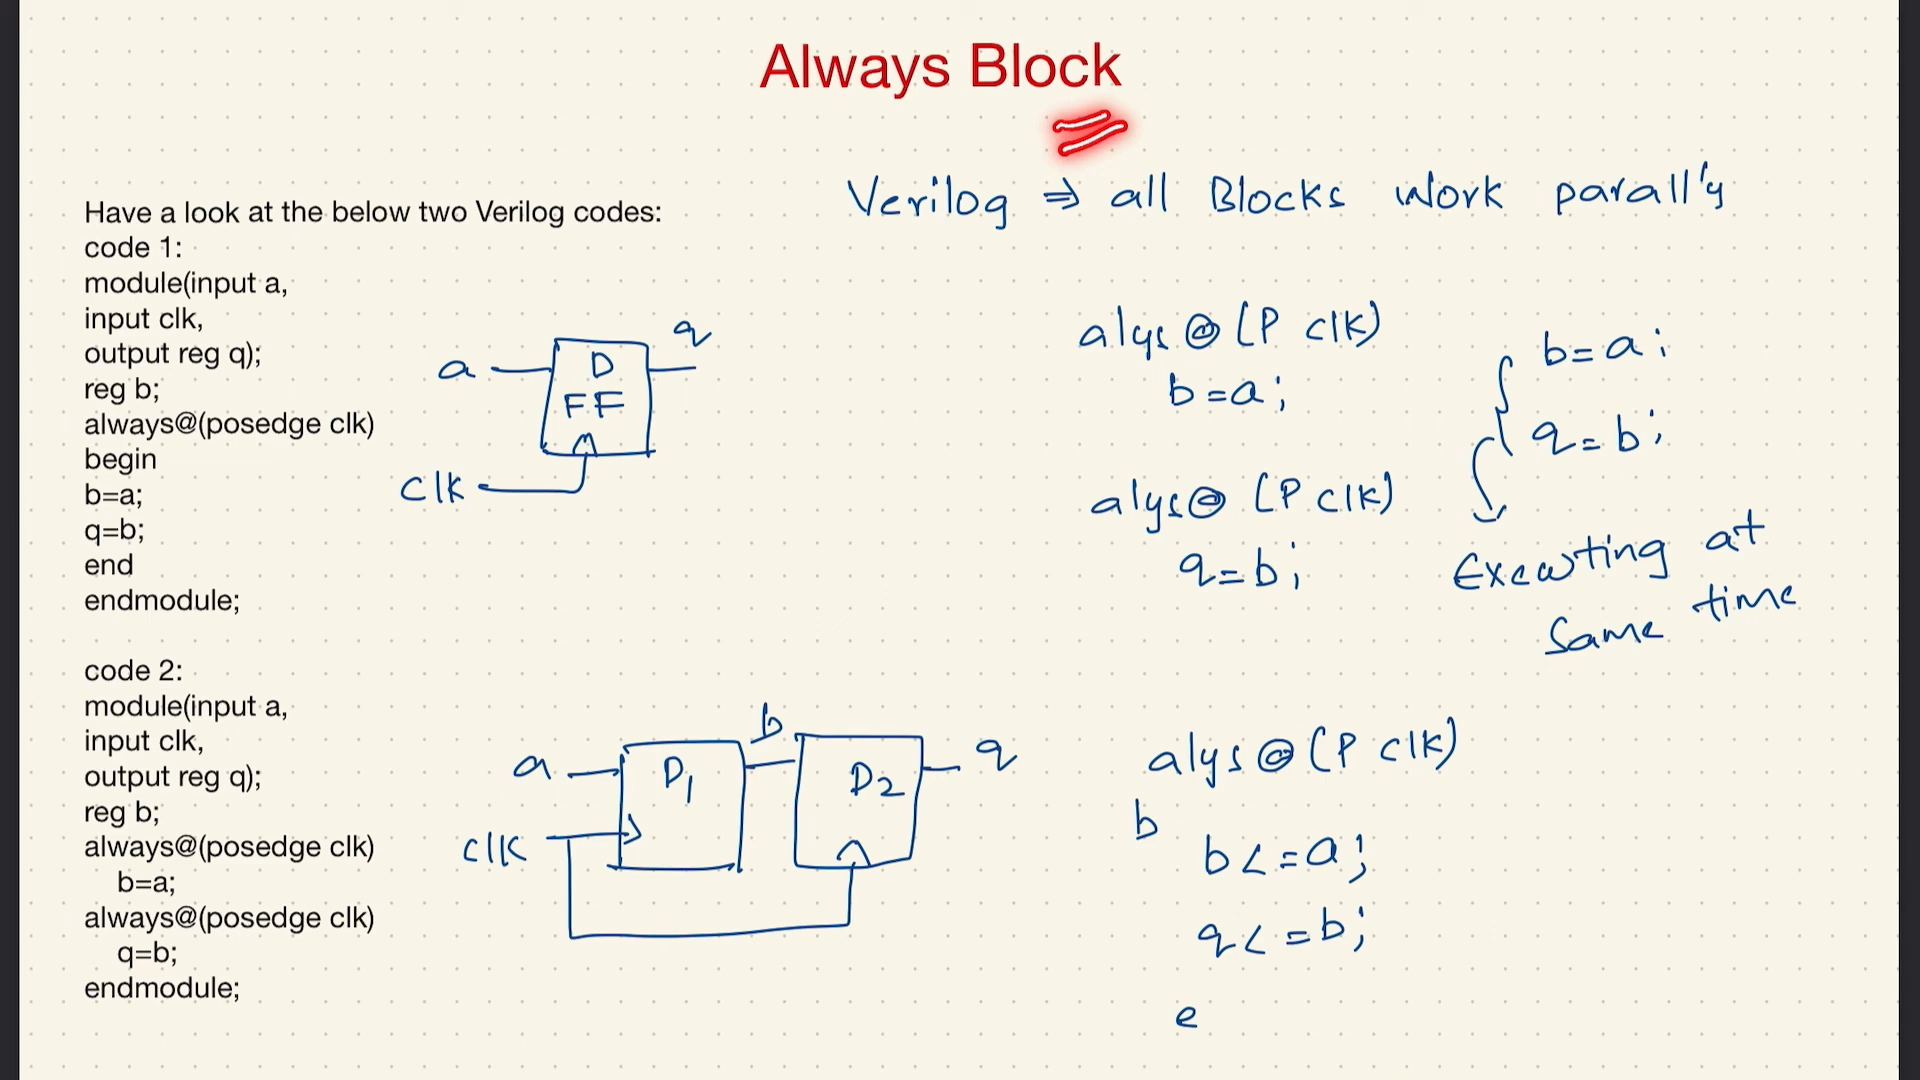 Always Block
Verilog ⇒ all Blocks work parall'y
Have a look at the below two Verilog codes:
code 1:
module(input a,
input clk,
output reg q);
reg b;
always@(posedge clk)
begin
b=a;
q=b;
end
endmodule;
a
D
FF
q
clk
alys @ (P clk)
b=a;
alys@ (P clk)
q=b;
b=a;
q=b;
Executing at
same time
code 2:
module(input a,
input clk,
output reg q);
reg b;
always@(posedge clk)
b=a;
always@(posedge clk)
q=b;
endmodule;
a
D1
b
D2
q
clk
alys @ (P clk)
b
b<=a;
q<=b;
e